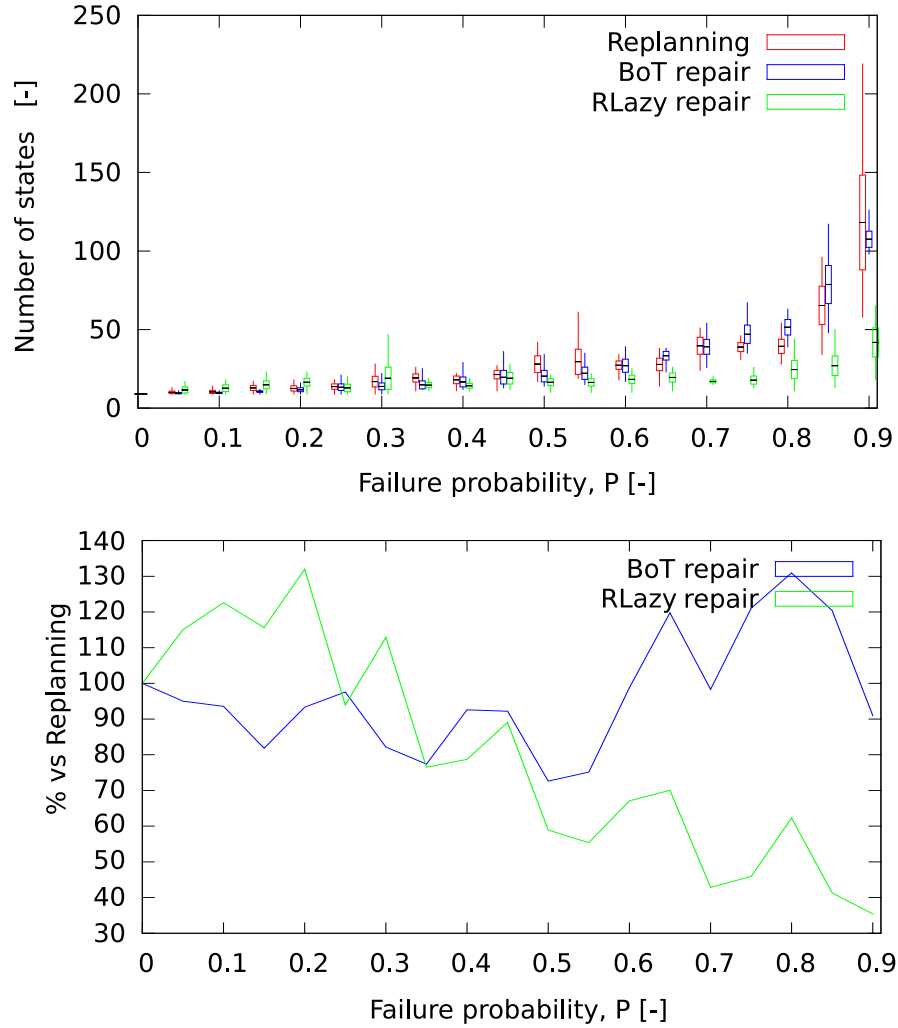 250
200
150
100
50
0
Number of states [-]
Replanning
BoT repair
RLazy repair
0 0.1 0.2 0.3 0.4 0.5 0.6 0.7 0.8 0.9
Failure probability, P [-]
140
130
120
110
100
90
80
70
60
50
40
30
% vs Replanning
BoT repair
RLazy repair
0 0.1 0.2 0.3 0.4 0.5 0.6 0.7 0.8 0.9
Failure probability, P [-]